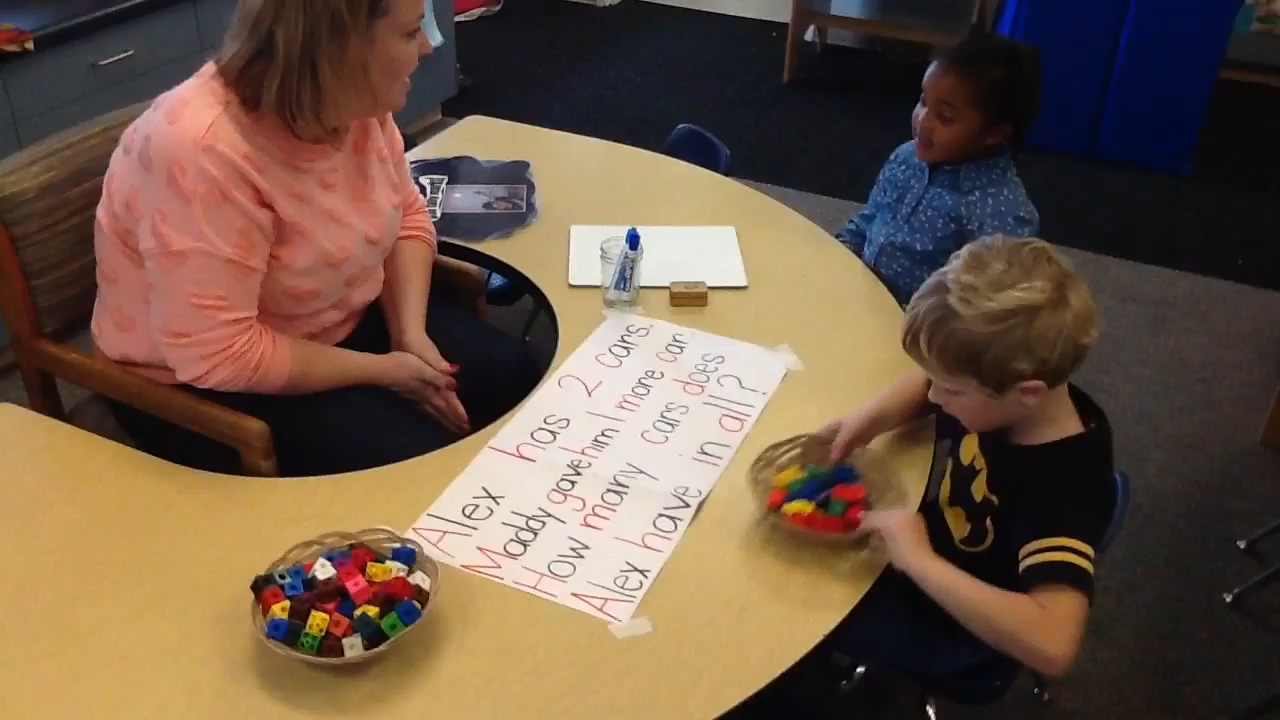 Alex has 2 cars.
Maddy gave him 1 more car.
How many cars does
Alex have in all?